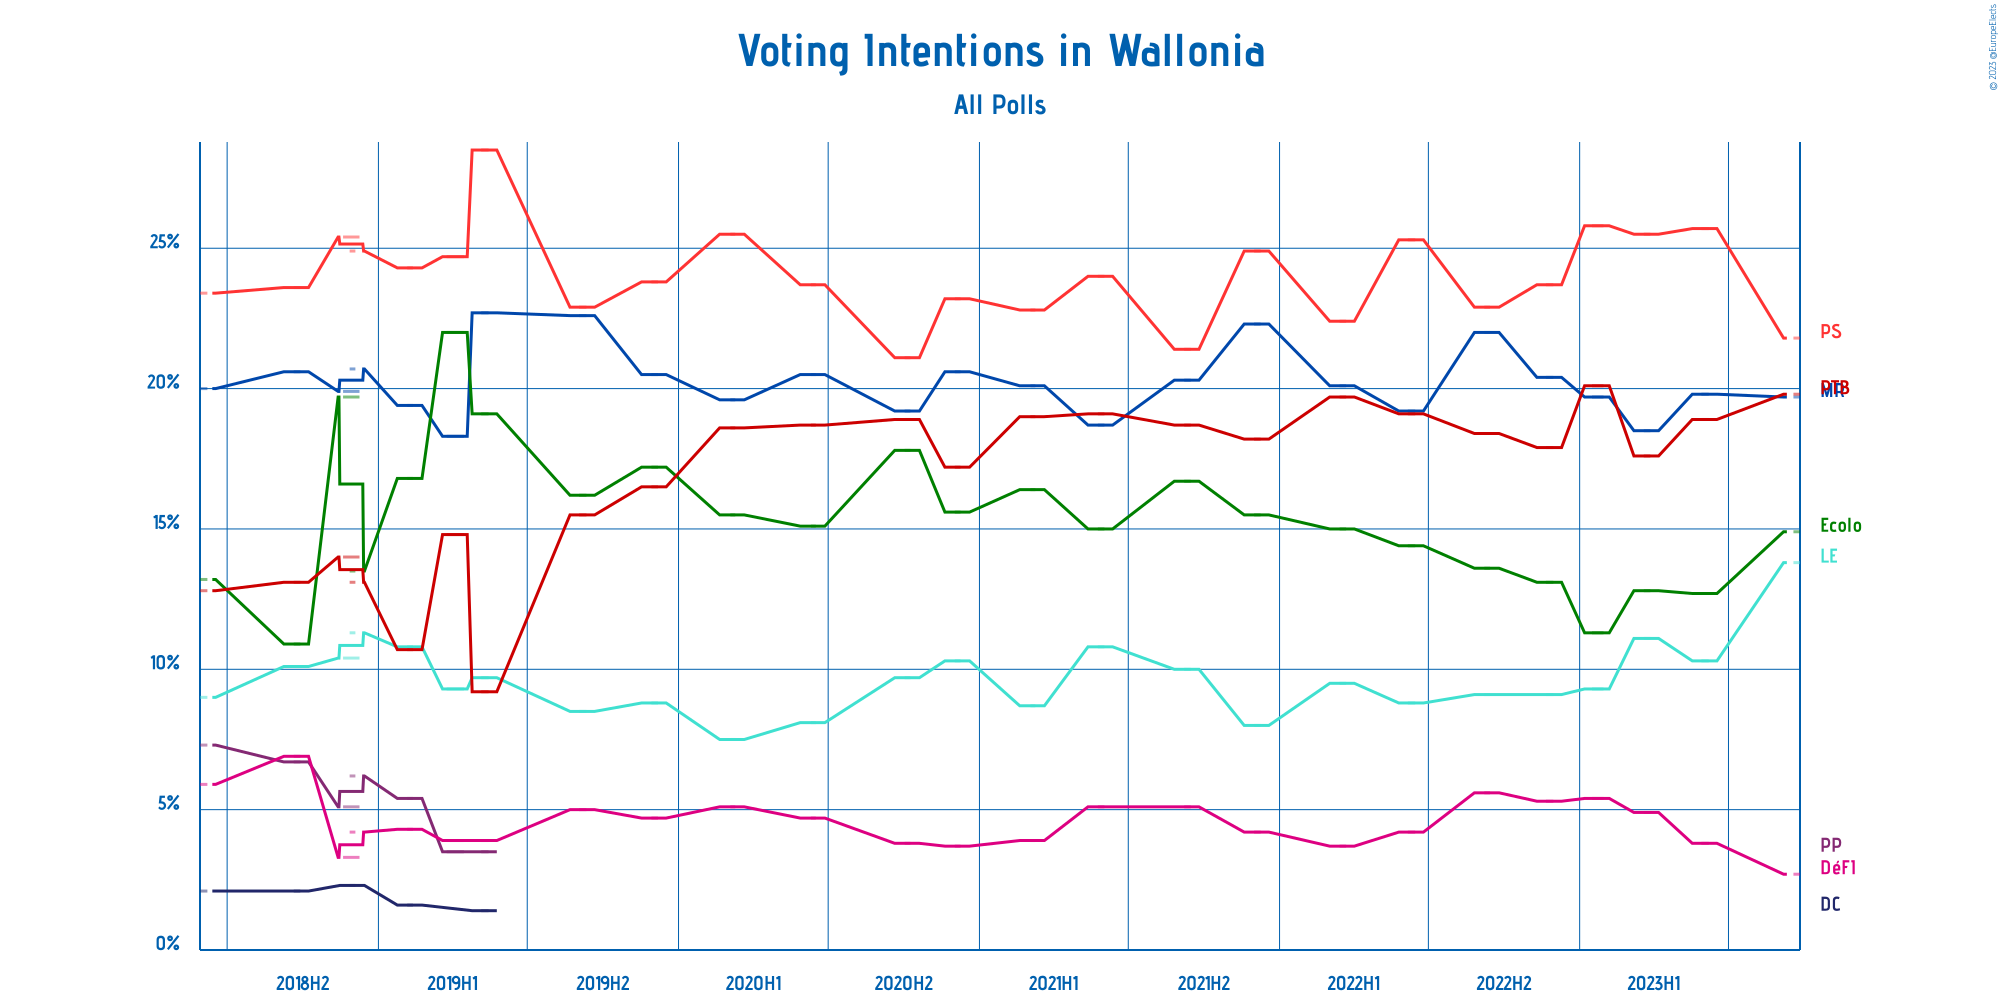 © 2023 @EuropeElects
Voting Intentions in Wallonia
All Polls
25%
20%
15%
10%
5%
0%
PS
PTB
MR
Ecolo
LE
PP
DéFI
DC
2018H2
2019H1
2019H2
2020H1
2020H2
2021H1
2021H2
2022H1
2022H2
2023H1